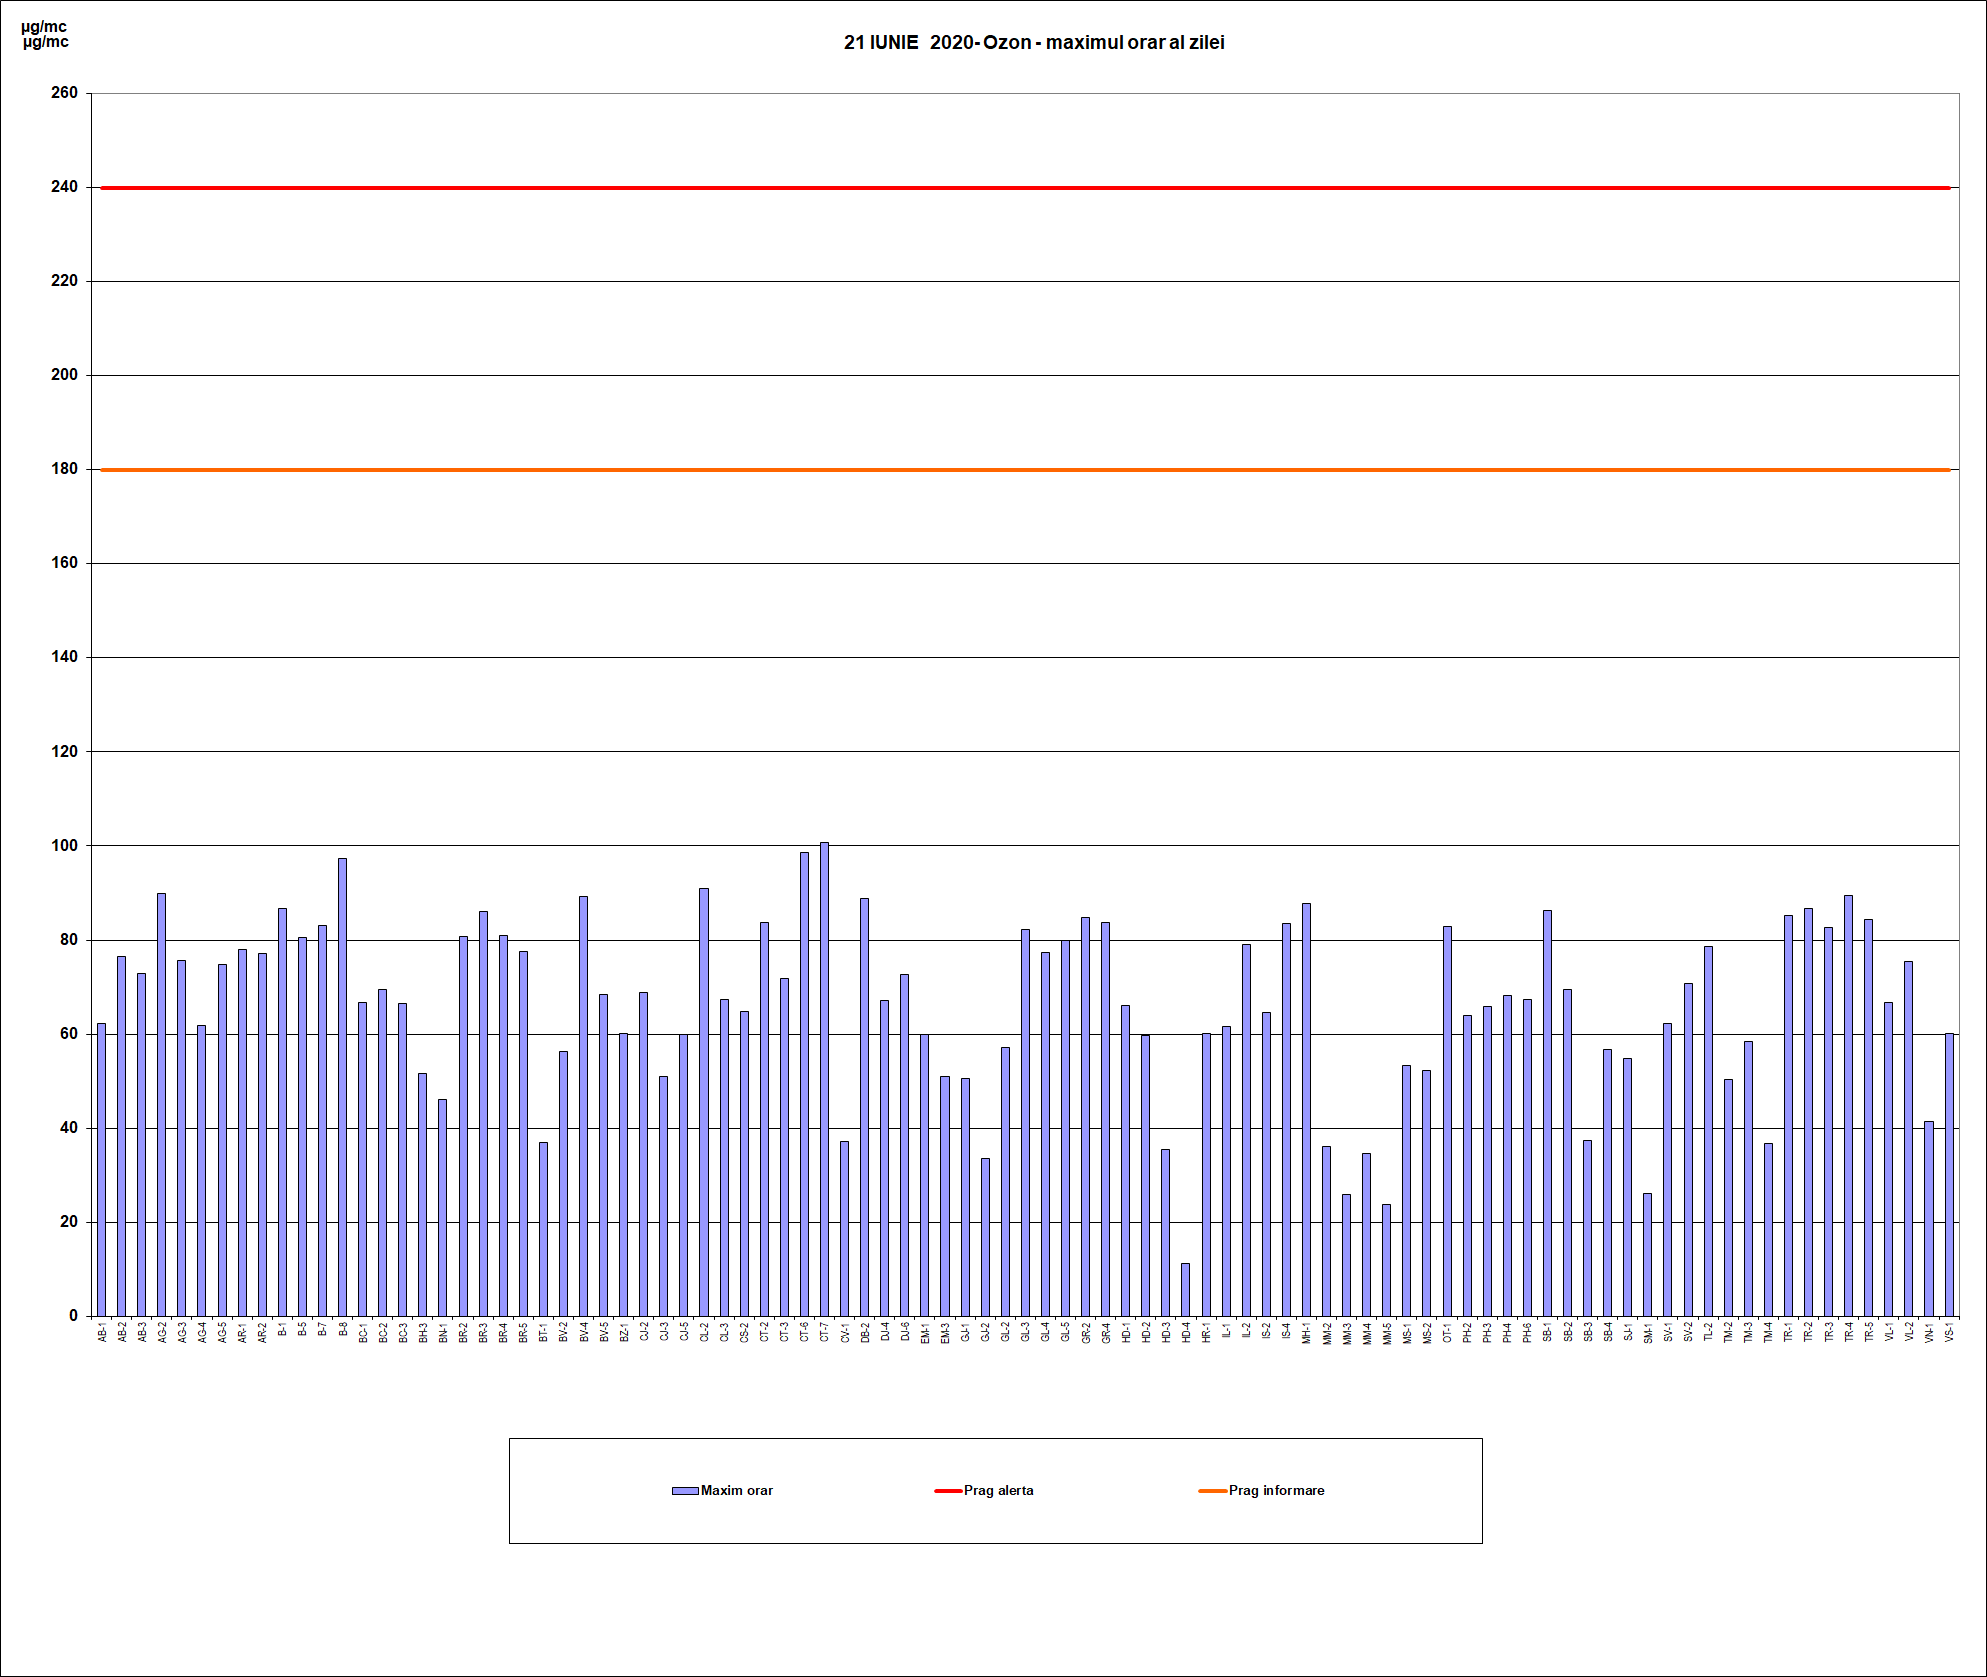 µg/mc
µg/mc
21 IUNIE 2020- Ozon - maximul orar al zilei
260
240
220
200
180
160
140
120
100
80
60
40
20
0
AB-1 AB-2 AB-3 AG-2 AG-3 AG-4 AG-5 AR-1 AR-2 B-1 B-5 B-7 B-8 BC-1 BC-2 BC-3 BH-3 BN-1 BR-2 BR-3 BR-4 BR-5 BT-1 BV-2 BV-4 BV-5 BZ-1 CJ-2 CJ-3 CJ-5 CL-2 CL-3 CS-2 CT-2 CT-3 CT-6 CT-7 CV-1 DB-2 DJ-4 DJ-6 EM-1 EM-3 GJ-1 GJ-2 GL-2 GL-3 GL-4 GL-5 GR-2 GR-4 HD-1 HD-2 HD-3 HD-4 HR-1 IL-1 IL-2 IS-2 IS-4 MH-1 MM-2 MM-3 MM-4 MM-5 MS-1 MS-2 OT-1 PH-2 PH-3 PH-4 PH-6 SB-1 SB-2 SB-3 SB-4 SJ-1 SM-1 SV-1 SV-2 TL-2 TM-2 TM-3 TM-4 TR-1 TR-2 TR-3 TR-4 TR-5 VL-1 VL-2 VN-1 VS-1
Maxim orar Prag alerta Prag informare